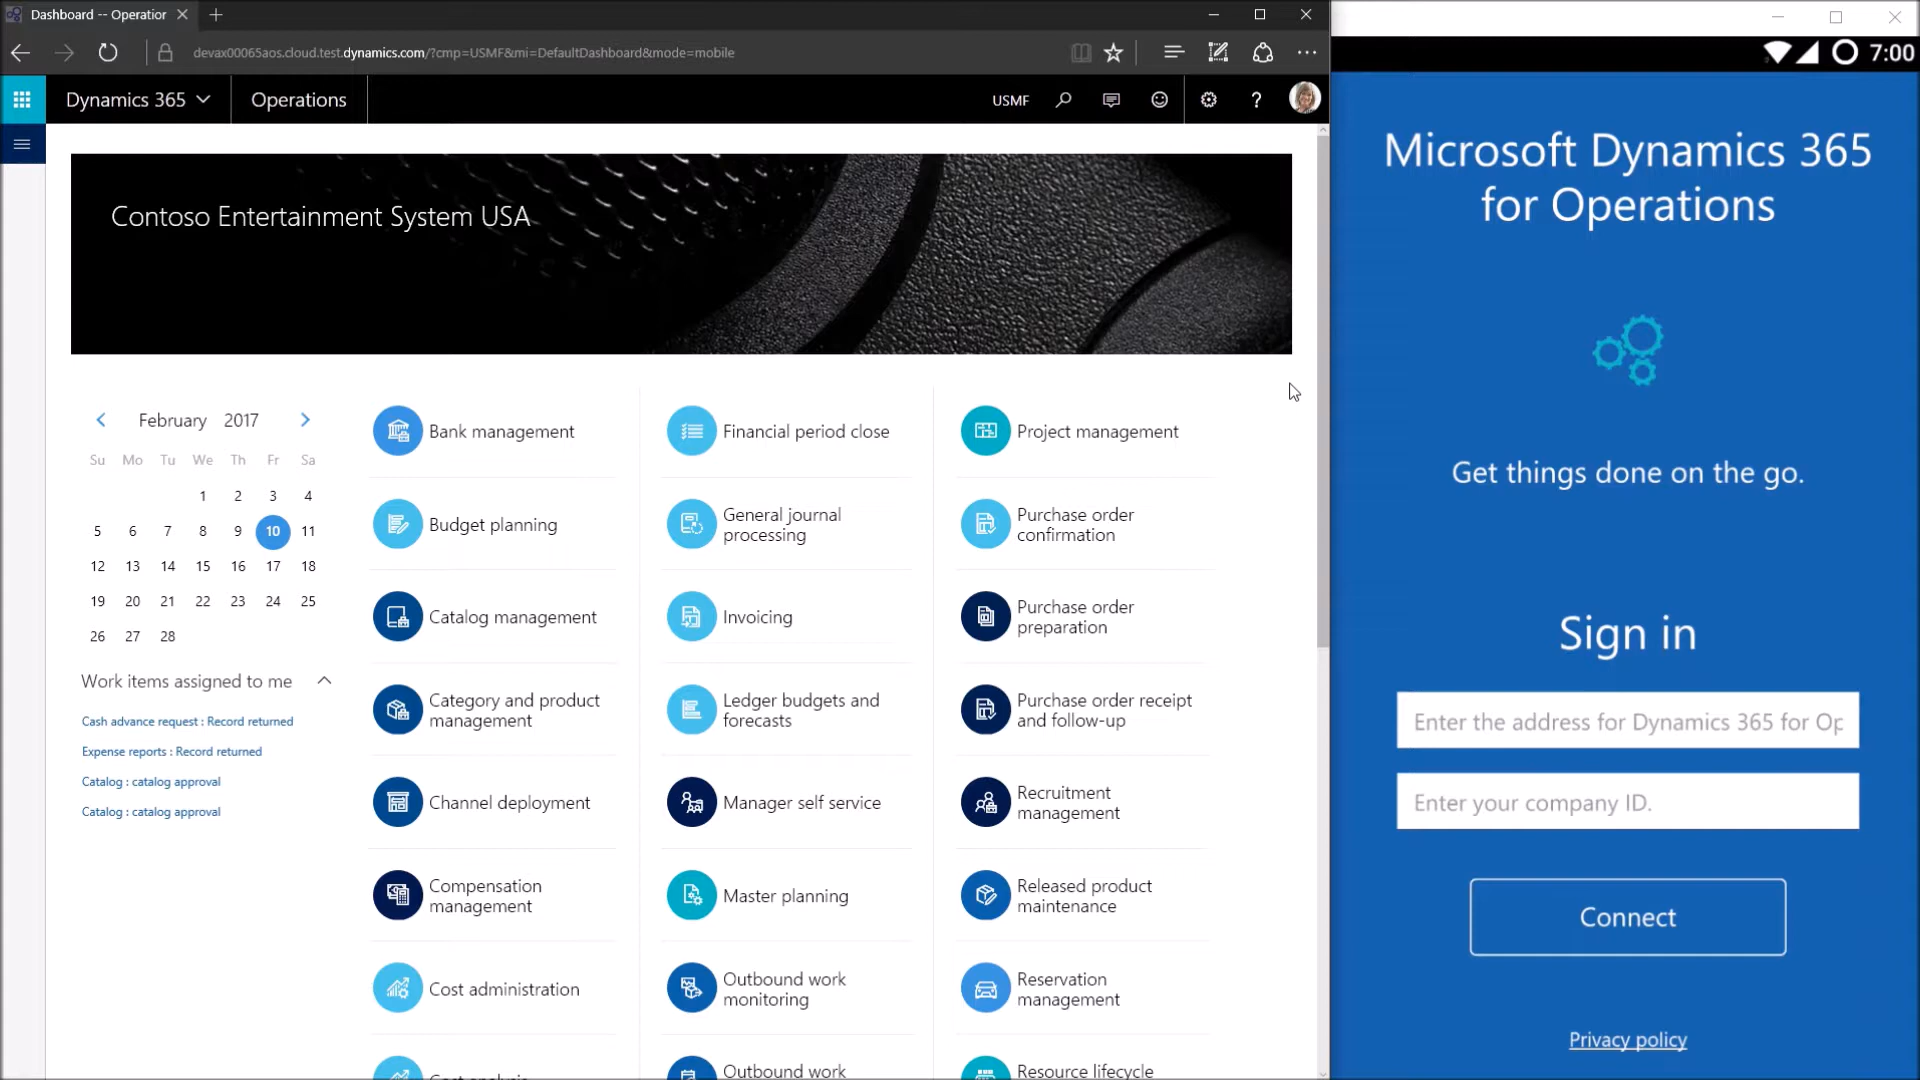 Dashboard -- Operation
devax00065aos.cloud.test.dynamics.com/?cmp=USMF&mi=DefaultDashboard&mode=mobile
Dynamics 365
Operations
USMF
?
Contoso Entertainment System USA
February 2017
Su Mo Tu We Th Fr Sa
1 2 3 4
5 6 7 8 9 10 11
12 13 14 15 16 17 18
19 20 21 22 23 24 25
26 27 28
Work items assigned to me
Cash advance request : Record returned
Expense reports : Record returned
Catalog : catalog approval
Catalog : catalog approval
Bank management
Budget planning
Catalog management
Category and product
management
Channel deployment
Compensation
management
Cost administration
Financial period close
General journal
processing
Invoicing
Ledger budgets and
forecasts
Manager self service
Master planning
Outbound work
monitoring
Outbound work
Project management
Purchase order
confirmation
Purchase order
preparation
Purchase order receipt
and follow-up
Recruitment
management
Released product
maintenance
Reservation
management
Resource lifecycle
7:00
Microsoft Dynamics 365
for Operations
Get things done on the go.
Sign in
Enter the address for Dynamics 365 for Op
Enter your company ID.
Connect
Privacy policy